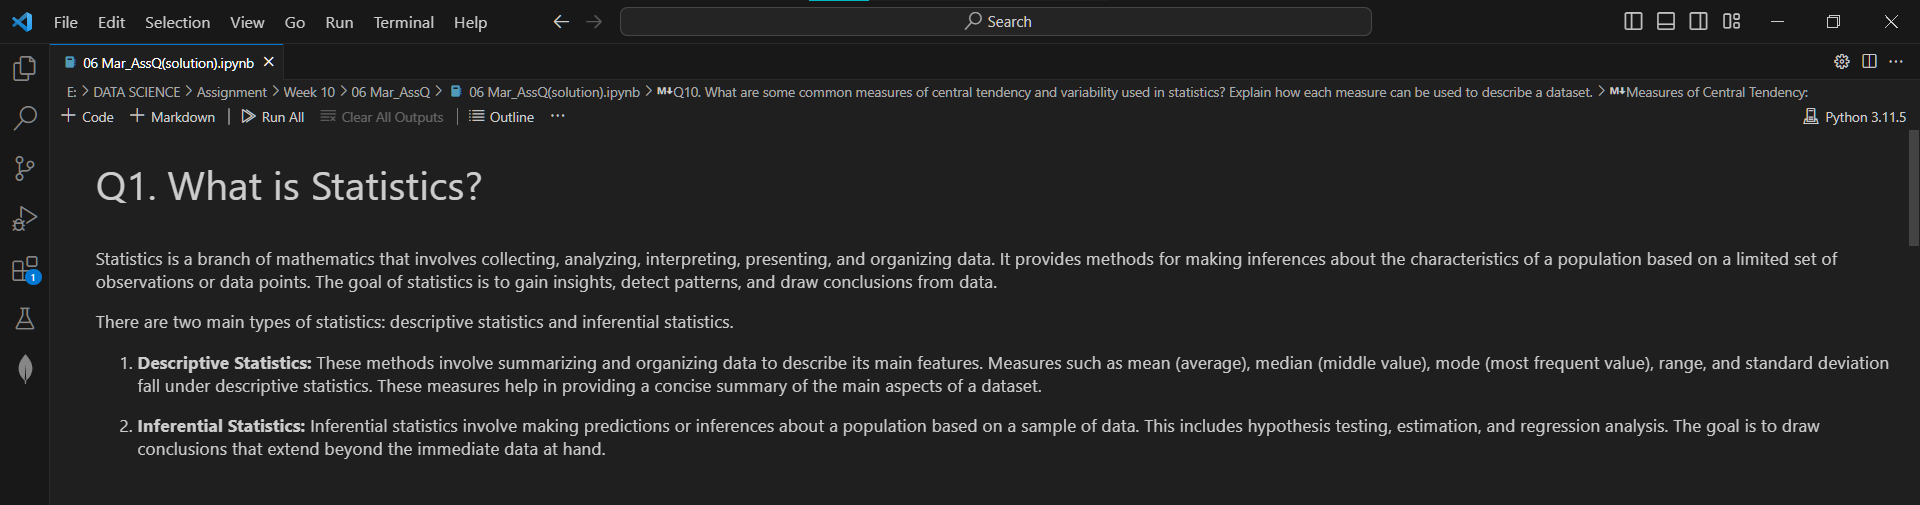 File Edit Selection View Go Run Terminal Help Search
06 Mar_AssQ(solution).ipynb
E: > DATA SCIENCE > Assignment > Week 10 > 06 Mar_AssQ > 06 Mar_AssQ(solution).ipynb > M↓Q10. What are some common measures of central tendency and variability used in statistics? Explain how each measure can be used to describe a dataset. > M↓Measures of Central Tendency:
+ Code + Markdown | Run All Clear All Outputs | Outline ··· Python 3.11.5
Q1. What is Statistics?
Statistics is a branch of mathematics that involves collecting, analyzing, interpreting, presenting, and organizing data. It provides methods for making inferences about the characteristics of a population based on a limited set of
observations or data points. The goal of statistics is to gain insights, detect patterns, and draw conclusions from data.
There are two main types of statistics: descriptive statistics and inferential statistics.
1. Descriptive Statistics: These methods involve summarizing and organizing data to describe its main features. Measures such as mean (average), median (middle value), mode (most frequent value), range, and standard deviation
fall under descriptive statistics. These measures help in providing a concise summary of the main aspects of a dataset.
1
2. Inferential Statistics: Inferential statistics involve making predictions or inferences about a population based on a sample of data. This includes hypothesis testing, estimation, and regression analysis. The goal is to draw
conclusions that extend beyond the immediate data at hand.